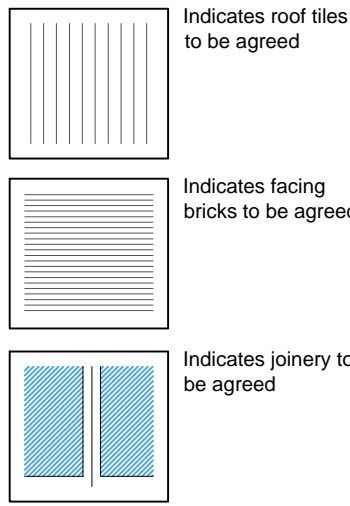 Indicates roof tiles
to be agreed
Indicates facing
bricks to be agreed
Indicates joinery to
be agreed